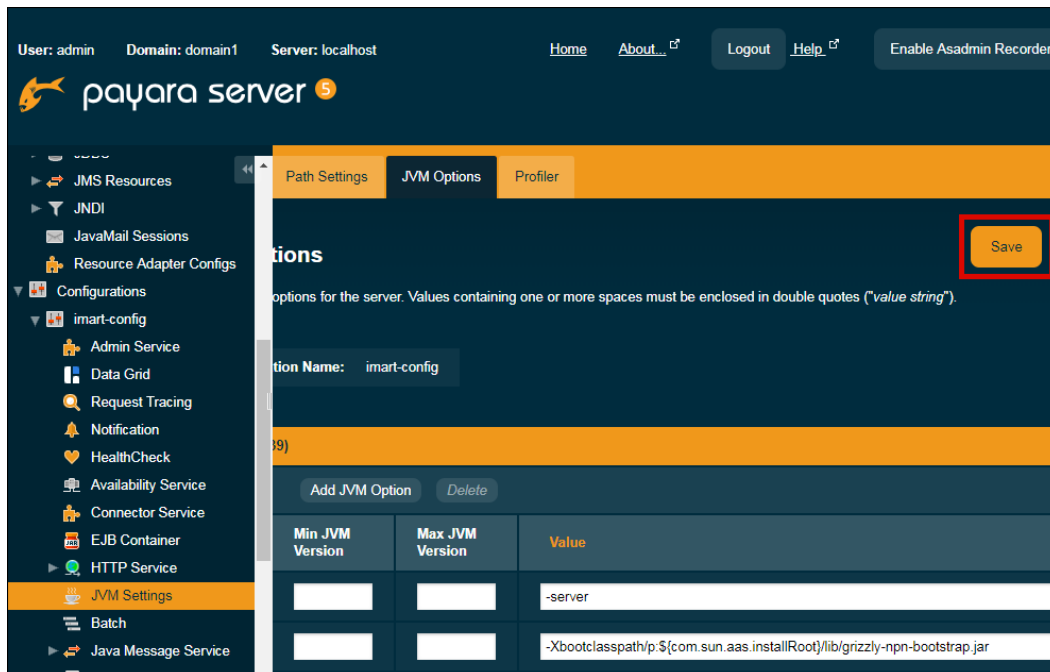 User: admin Domain: domain1 Server: localhost Home About... Logout Help Enable Asadmin Recorder
payara server 5
JMS Resources
JNDI
JavaMail Sessions
Resource Adapter Configs
Configurations
imart-config
Admin Service
Data Grid
Request Tracing
Notification
HealthCheck
Availability Service
Connector Service
EJB Container
HTTP Service
JVM Settings
Batch
Java Message Service
Path Settings JVM Options Profiler
tions
Save
options for the server. Values containing one or more spaces must be enclosed in double quotes ("value string").
tion Name: imart-config
39)
Add JVM Option Delete
Min JVM Version Max JVM Version Value
-server
-Xbootclasspath/p:${com.sun.aas.installRoot}/lib/grizzly-npn-bootstrap.jar